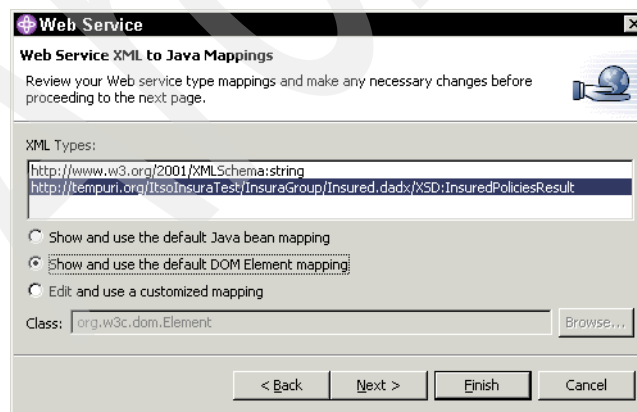 Web Service
Web Service XML to Java Mappings
Review your Web service type mappings and make any necessary changes before
proceeding to the next page.
XML Types:
http://www.w3.org/2001/XMLSchema:string
http://tempuri.org/ItsoInsuraTest/InsuraGroup/Insured.dadx/XSD:InsuredPoliciesResult
Show and use the default Java bean mapping
Show and use the default DOM Element mapping
Edit and use a customized mapping
Class: org.w3c.dom.Element Browse...
< Back Next > Finish Cancel